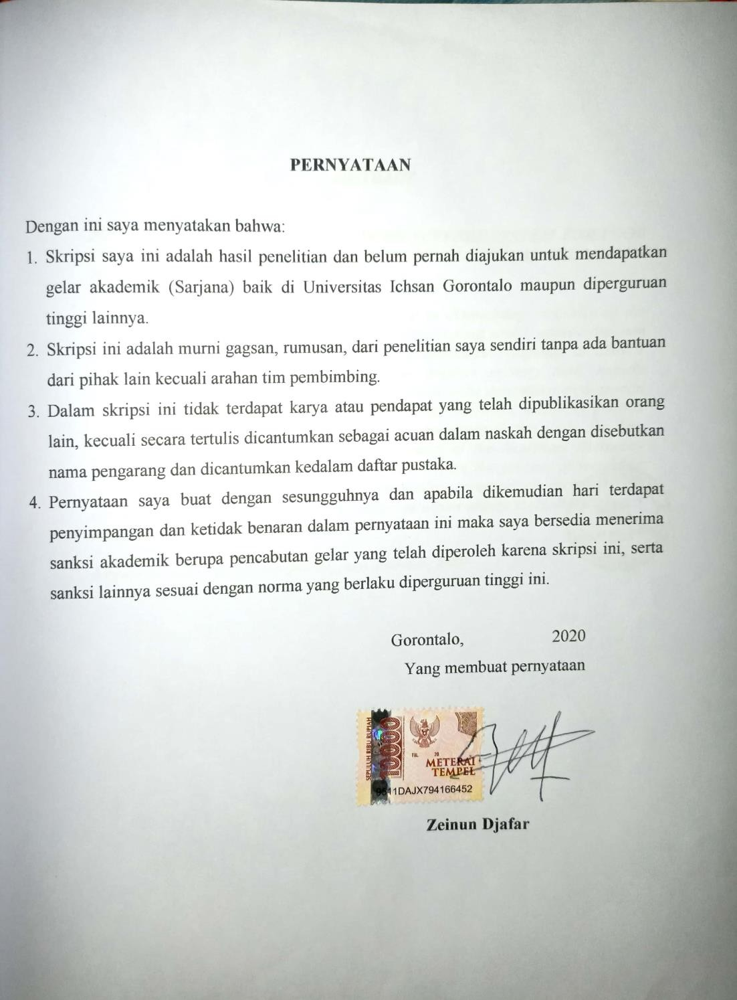 PERNYATAAN
Dengan ini saya menyatakan bahwa:
1. Skripsi saya ini adalah hasil penelitian dan belum pernah diajukan untuk mendapatkan
gelar akademik (Sarjana) baik di Universitas Ichsan Gorontalo maupun diperguruan
tinggi lainnya.
2. Skripsi ini adalah murni gagsan, rumusan, dari penelitian saya sendiri tanpa ada bantuan
dari pihak lain kecuali arahan tim pembimbing.
3. Dalam skripsi ini tidak terdapat karya atau pendapat yang telah dipublikasikan orang
lain, kecuali secara tertulis dicantumkan sebagai acuan dalam naskah dengan disebutkan
nama pengarang dan dicantumkan kedalam daftar pustaka.
4. Pernyataan saya buat dengan sesungguhnya dan apabila dikemudian hari terdapat
penyimpangan dan ketidak benaran dalam pernyataan ini maka saya bersedia menerima
sanksi akademik berupa pencabutan gelar yang telah diperoleh karena skripsi ini, serta
sanksi lainnya sesuai dengan norma yang berlaku diperguruan tinggi ini.
Gorontalo, 2020
Yang membuat pernyataan
SEPULUH RIBU RUPIAH
10000
TGL. 20
METERAI
TEMPEL
Zeinun Djafar